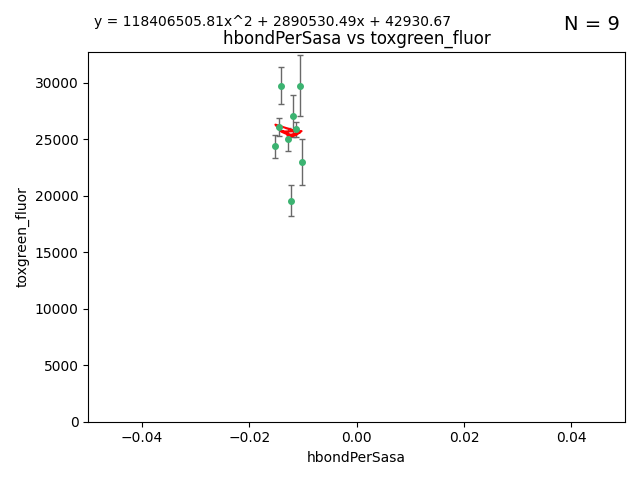 y = 118406505.81x^2 + 2890530.49x + 42930.67
N = 9
hbondPerSasa vs toxgreen_fluor
30000
25000
20000
15000
10000
5000
0
toxgreen_fluor
−0.04
−0.02
0.00
0.02
0.04
hbondPerSasa